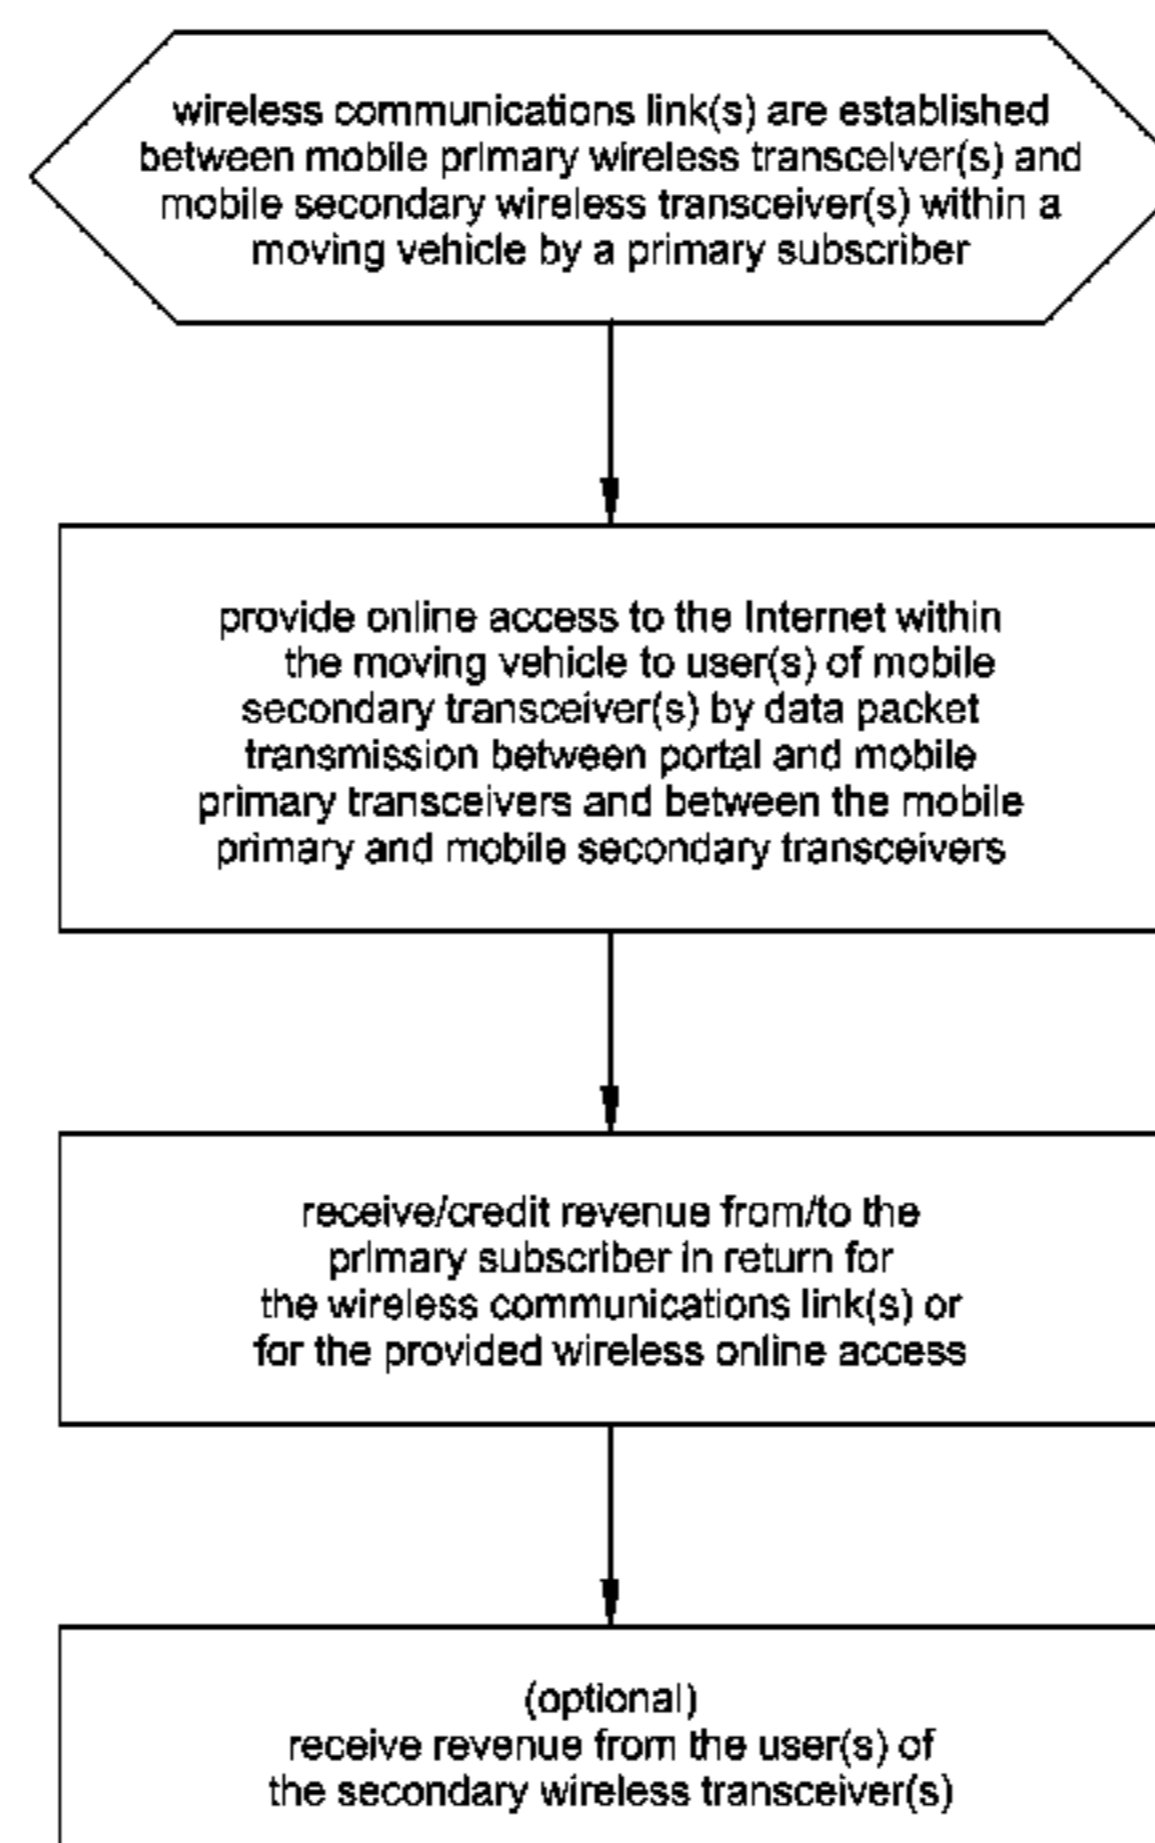 wireless communications link(s) are established
between mobile primary wireless transceiver(s) and
mobile secondary wireless transceiver(s) within a
moving vehicle by a primary subscriber
provide online access to the Internet within
the moving vehicle to user(s) of mobile
secondary transceiver(s) by data packet
transmission between portal and mobile
primary transceivers and between the mobile
primary and mobile secondary transceivers
receive/credit revenue from/to the
primary subscriber in return for
the wireless communications link(s) or
for the provided wireless online access
(optional)
receive revenue from the user(s) of
the secondary wireless transceiver(s)